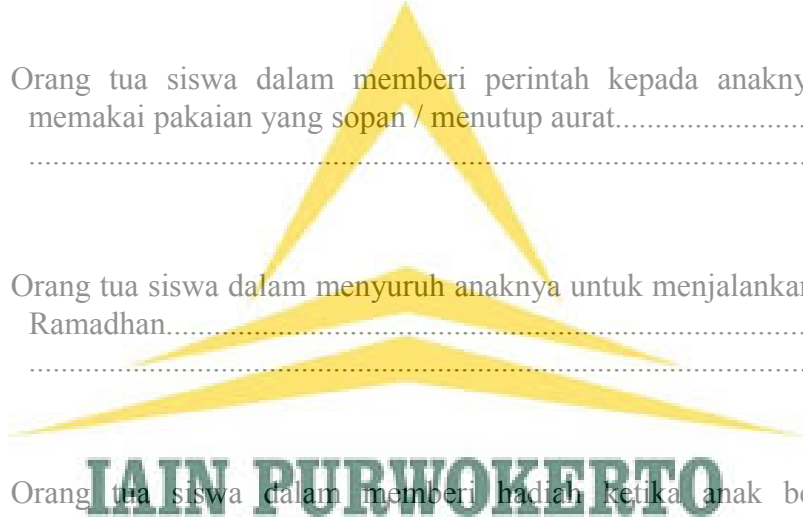 Orang tua siswa dalam memberi perintah kepada anakny
memakai pakaian yang sopan / menutup aurat........................
...........................................................................................................
Orang tua siswa dalam menyuruh anaknya untuk menjalankan
Ramadhan....................................................................................
...........................................................................................................
IAIN PURWOKERTO
Orang tua siswa dalam memberi hadiah ketika anak be